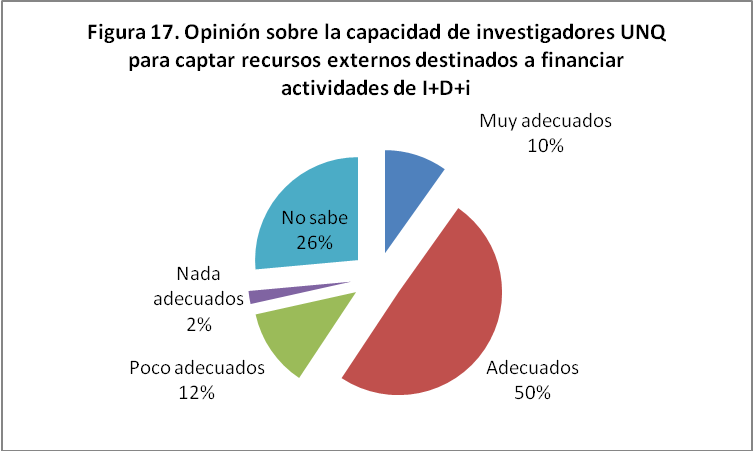 Figura 17. Opinión sobre la capacidad de investigadores UNQ
para captar recursos externos destinados a financiar
actividades de I+D+i
Muy adecuados
10%
No sabe
26%
Nada
adecuados
2%
Poco adecuados
12%
Adecuados
50%